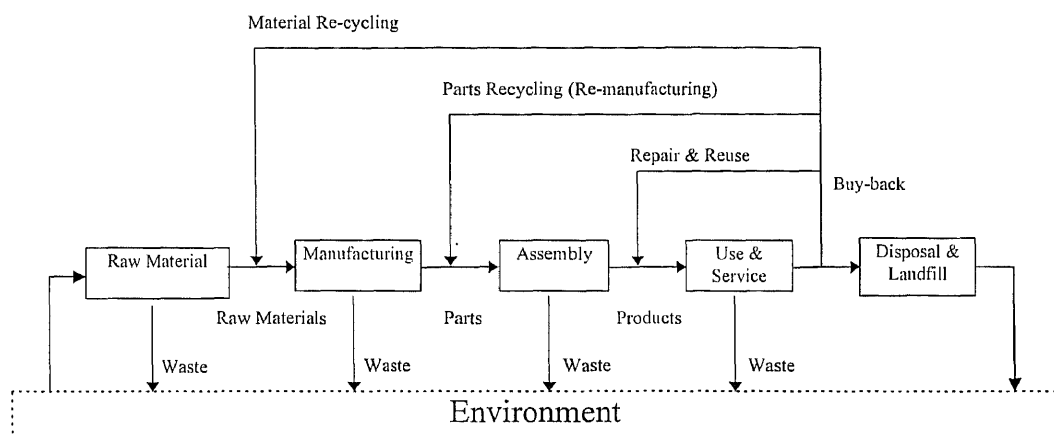 Material Re-cycling
Parts Recycling (Re-manufacturing)
Repair & Reuse
Buy-back
Raw Material
Manufacturing
Assembly
Use &
Service
Disposal &
Landfill
Raw Materials
Parts
Products
Waste
Waste
Waste
Waste
Environment